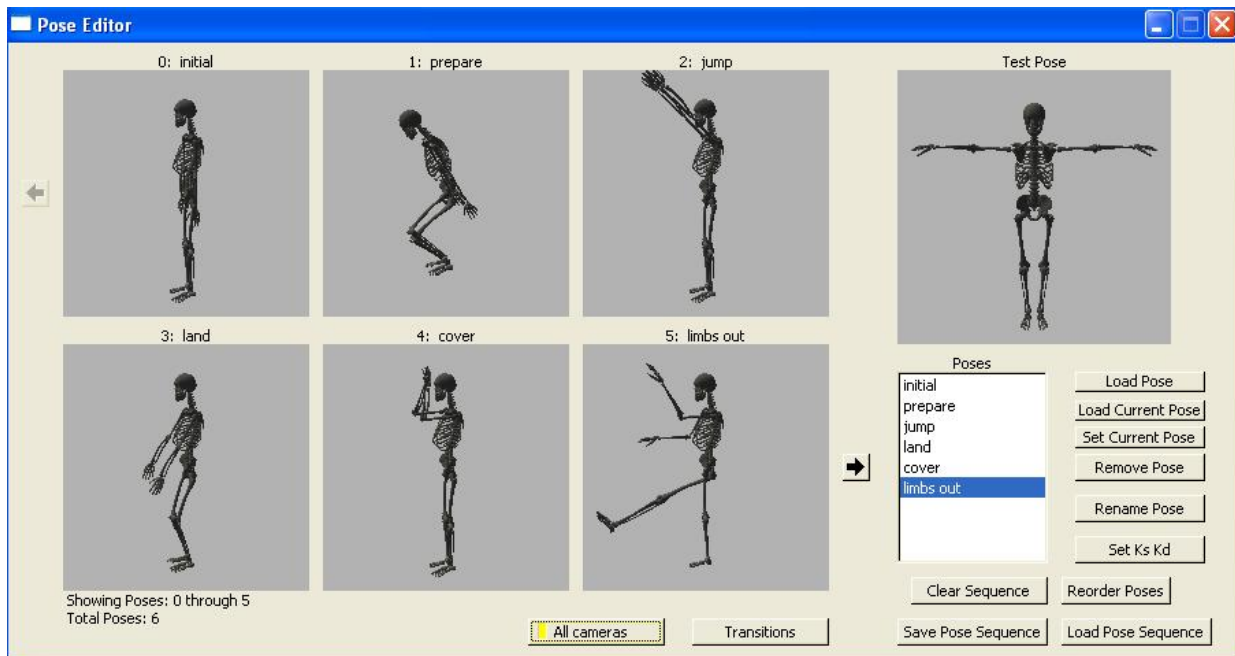 Pose Editor
0: initial
1: prepare
2: jump
Test Pose
3: land
4: cover
5: limbs out
Showing Poses: 0 through 5
Total Poses: 6
All cameras
Transitions
Poses
initial
prepare
jump
land
cover
limbs out
Load Pose
Load Current Pose
Set Current Pose
Remove Pose
Rename Pose
Set Ks Kd
Clear Sequence
Reorder Poses
Save Pose Sequence
Load Pose Sequence